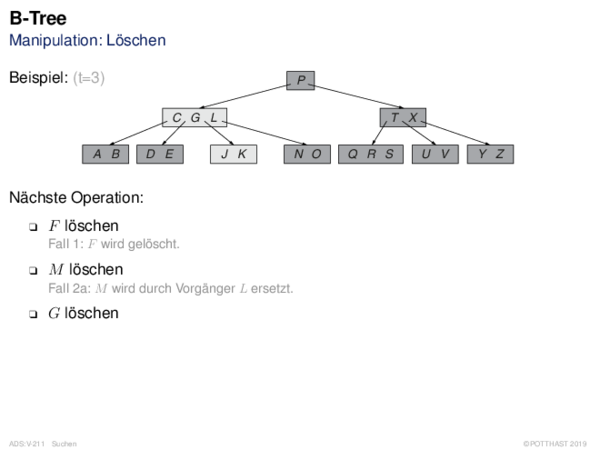 B-Tree
Manipulation: Löschen
Beispiel: (t=3)
P
C G L
T X
A B
D E
J K
N O
Q R S
U V
Y Z
Nächste Operation:
❑ F löschen
Fall 1: F wird gelöscht.
❑ M löschen
Fall 2a: M wird durch Vorgänger L ersetzt.
❑ G löschen
ADS:V-211 Suchen
©POTTHAST 2019